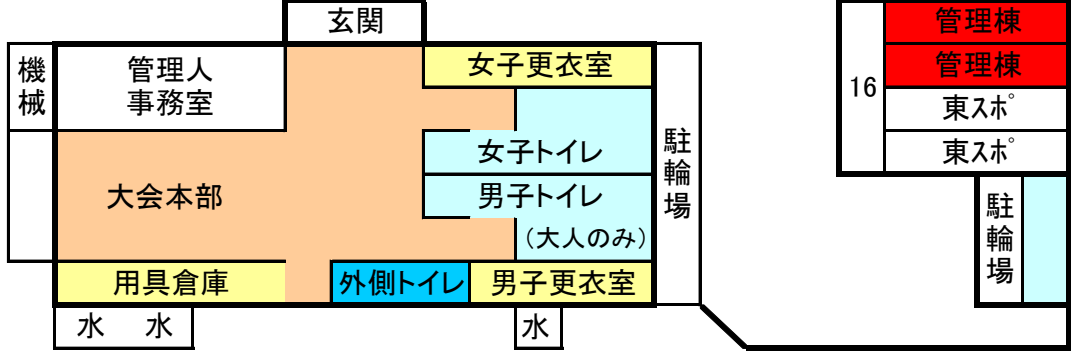 玄関
機械
管理人
事務室
女子更衣室
女子トイレ
男子トイレ
(大人のみ)
大会本部
駐輪場
用具倉庫
外側トイレ
男子更衣室
水 水
水
16
管理棟
管理棟
東スポ
東スポ
駐輪場